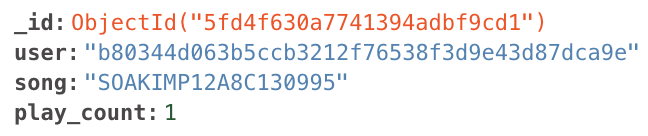 _id: ObjectId("5fd4f630a7741394adbf9cd1")
user: "b80344d063b5ccb3212f76538f3d9e43d87dca9e"
song: "SOAKIMP12A8C130995"
play_count: 1